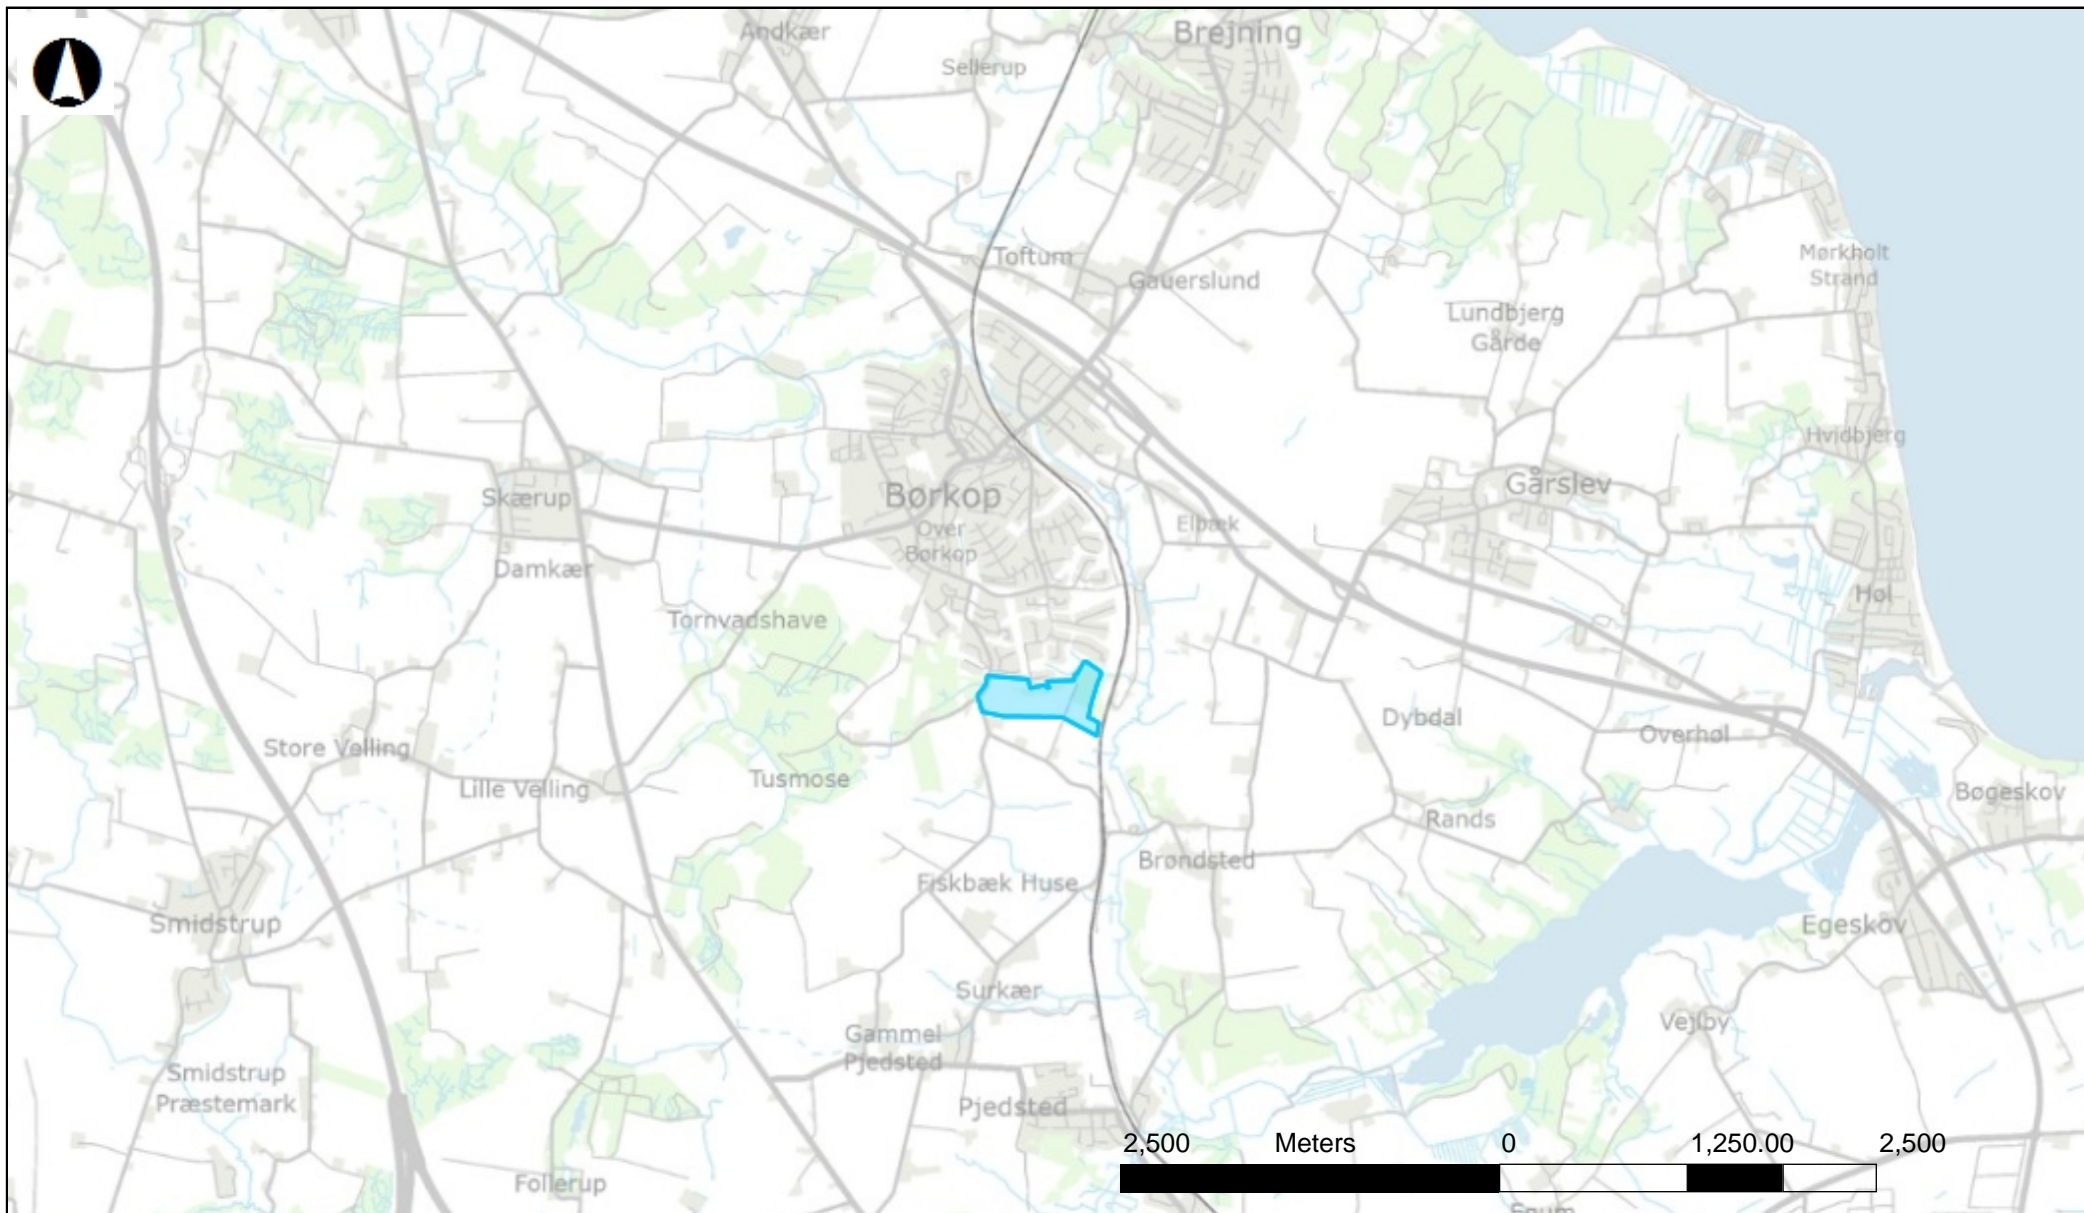 Andkær
Brejning
Sellerup
Toftum
Gauerslund
Mørkholt
Strand
Lundbjerg
Gårde
Hvidbjerg
Skærup
Børkop
Over
Børkop
Gårslev
Elbæk
Damkær
Høl
Tornvadshave
Dybdal
Overhøl
Store Velling
Lille Velling
Tusmose
Bøgeskov
Rands
Brøndsted
Fiskbæk Huse
Smidstrup
Egeskov
Surkær
Vejlby
Gammel
Pjedsted
Smidstrup
Præstemark
Pjedsted
2,500 Meters 0 1,250.00 2,500
Follerup